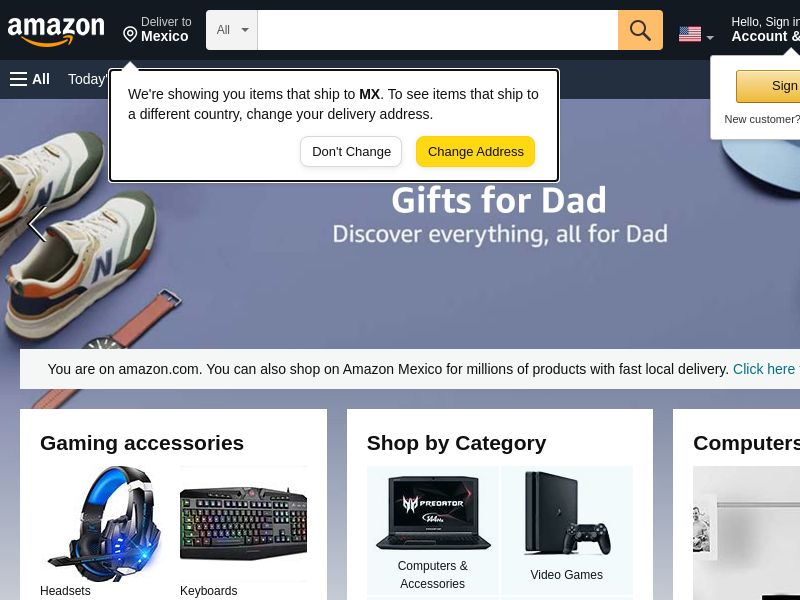 amazon
Deliver to
Mexico
All
Hello, Sign in
Account &
All
Today'
We're showing you items that ship to MX. To see items that ship to
a different country, change your delivery address.
Don't Change
Change Address
Sign
New customer?
Gifts for Dad
Discover everything, all for Dad
You are on amazon.com. You can also shop on Amazon Mexico for millions of products with fast local delivery. Click here
Gaming accessories
Shop by Category
Computers
PREDATOR
Headsets
Keyboards
Computers &
Accessories
Video Games